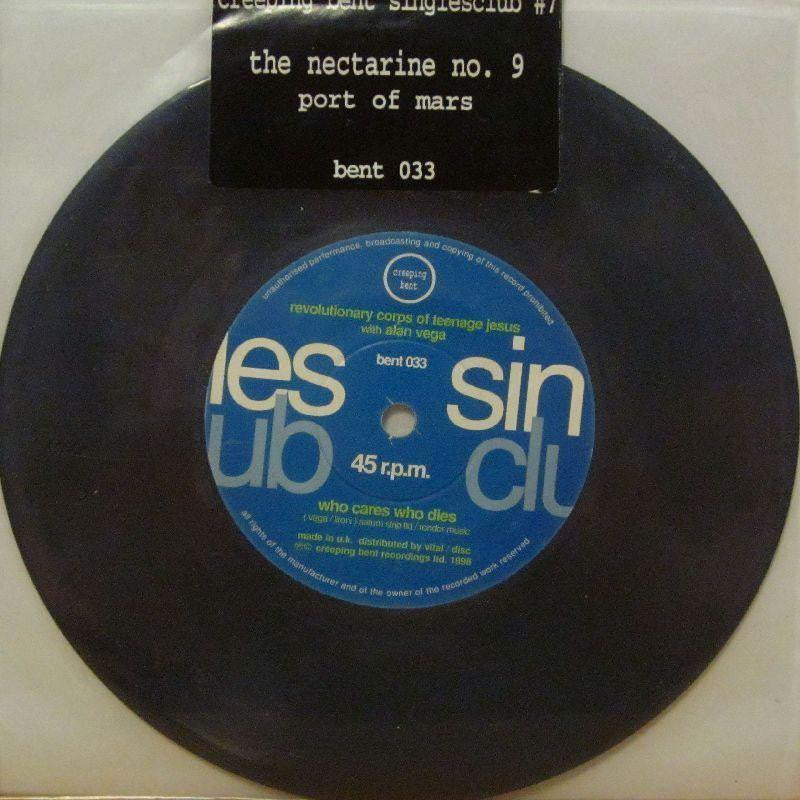 creeping bent singlesclub #7
the nectarine no. 9
port of mars
bent 033
unauthorised performance, broadcasting and copying of this record prohibited
creeping
bent
revolutionary corps of teenage jesus
with alan vega
bent 033
les sin
ub clu
45 r.p.m.
who cares who dies
made in u.k. distributed by vital / disc
℗© creeping bent recordings ltd. 1998
all rights of the manufacturer and of the owner of the recorded work reserved